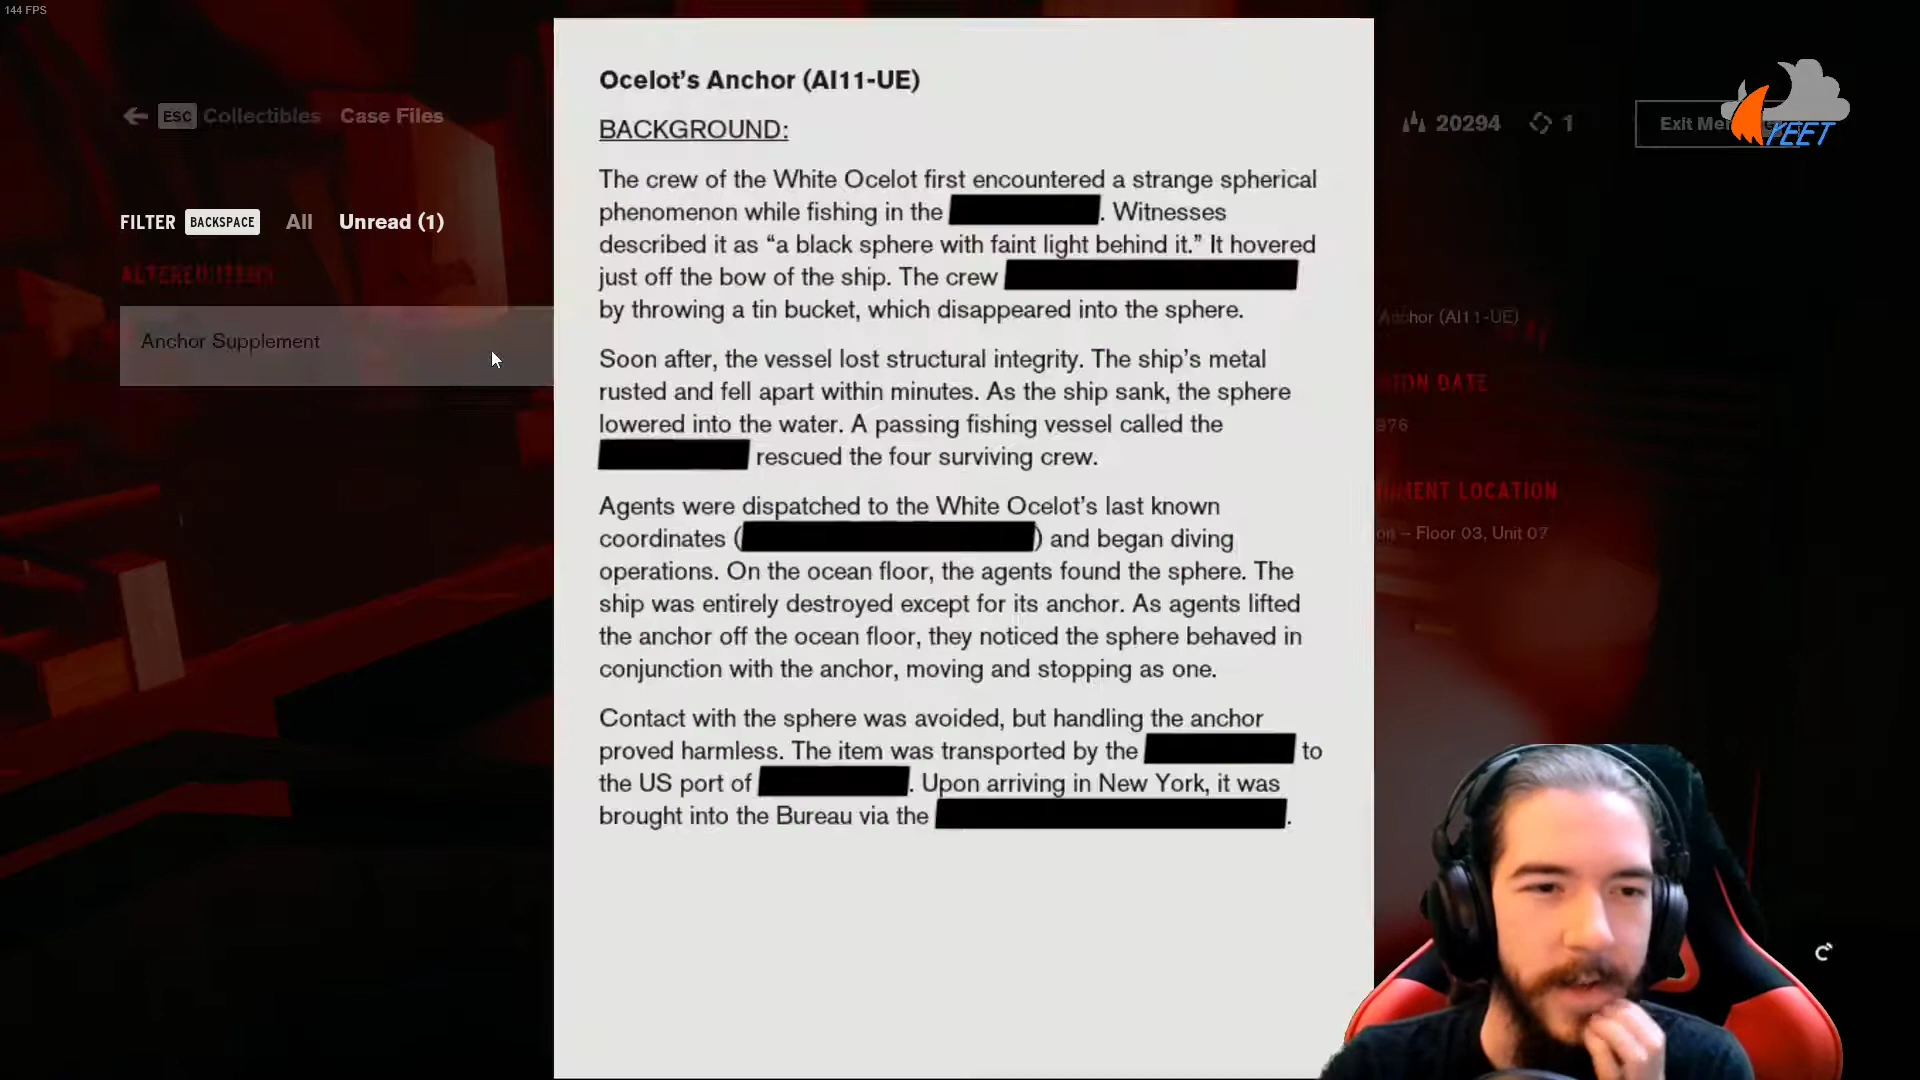 144 FPS
ESC Collectibles Case Files
20294 1
Exit
YEET
FILTER BACKSPACE All Unread (1)
ALTERED ITEMS
Anchor Supplement
Ocelot's Anchor (AI11-UE)
BACKGROUND:
The crew of the White Ocelot first encountered a strange spherical
phenomenon while fishing in the . Witnesses
described it as “a black sphere with faint light behind it.” It hovered
just off the bow of the ship. The crew
by throwing a tin bucket, which disappeared into the sphere.
Soon after, the vessel lost structural integrity. The ship's metal
rusted and fell apart within minutes. As the ship sank, the sphere
lowered into the water. A passing fishing vessel called the
rescued the four surviving crew.
Agents were dispatched to the White Ocelot's last known
coordinates ( ) and began diving
operations. On the ocean floor, the agents found the sphere. The
ship was entirely destroyed except for its anchor. As agents lifted
the anchor off the ocean floor, they noticed the sphere behaved in
conjunction with the anchor, moving and stopping as one.
Contact with the sphere was avoided, but handling the anchor
proved harmless. The item was transported by the to
the US port of . Upon arriving in New York, it was
brought into the Bureau via the .
Anchor (AI11-UE)
DATE
976
LOCATION
– Floor 03, Unit 07